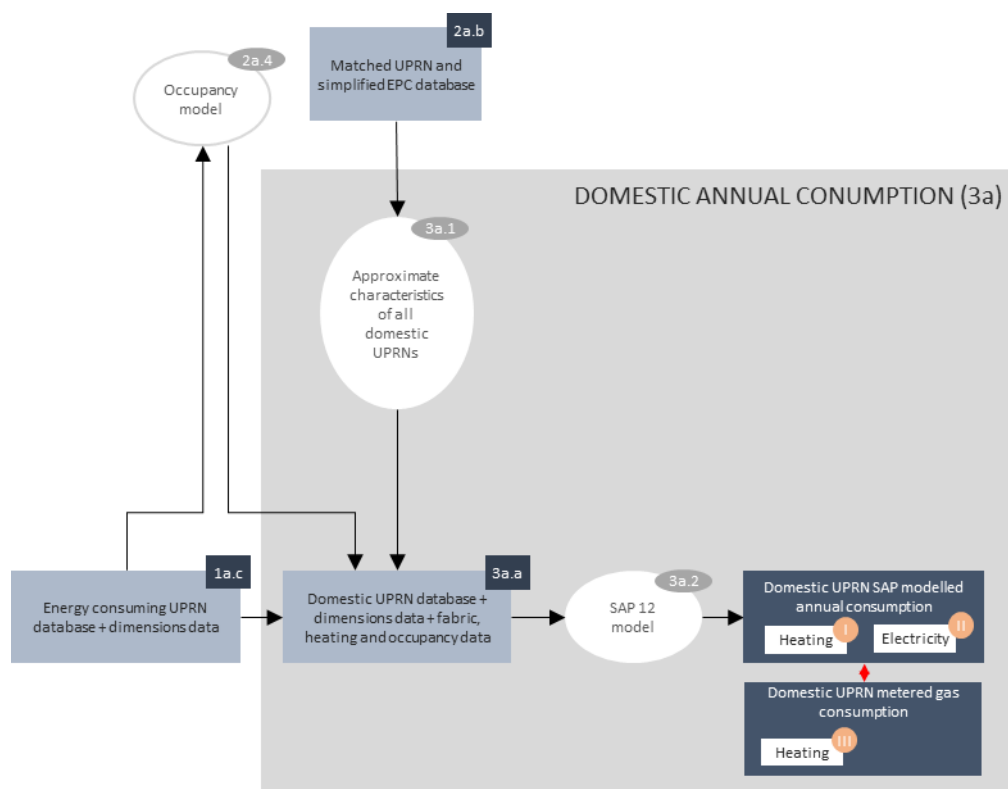 2a.b
Matched UPRN and
simplified EPC database
2a.4
Occupancy
model
DOMESTIC ANNUAL CONUMPTION (3a)
3a.1
Approximate
characteristics
of all
domestic
UPRNs
1a.c
Energy consuming UPRN
database + dimensions data
3a.a
Domestic UPRN database +
dimensions data + fabric,
heating and occupancy data
3a.2
SAP 12
model
Domestic UPRN SAP modelled
annual consumption
Heating I Electricity II
Domestic UPRN metered gas
consumption
Heating III